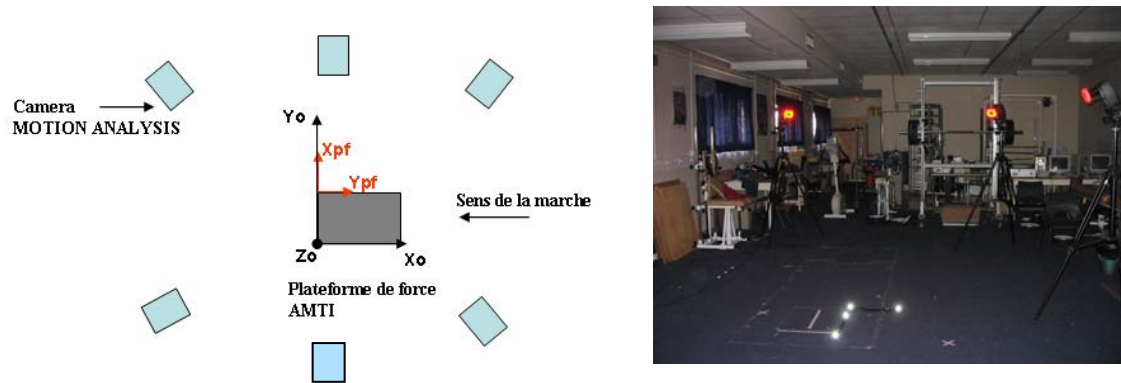 Camera
MOTION ANALYSIS
Yo
Xpf
Ypf
Sens de la marche
Zo
Xo
Plateforme de force
AMTI